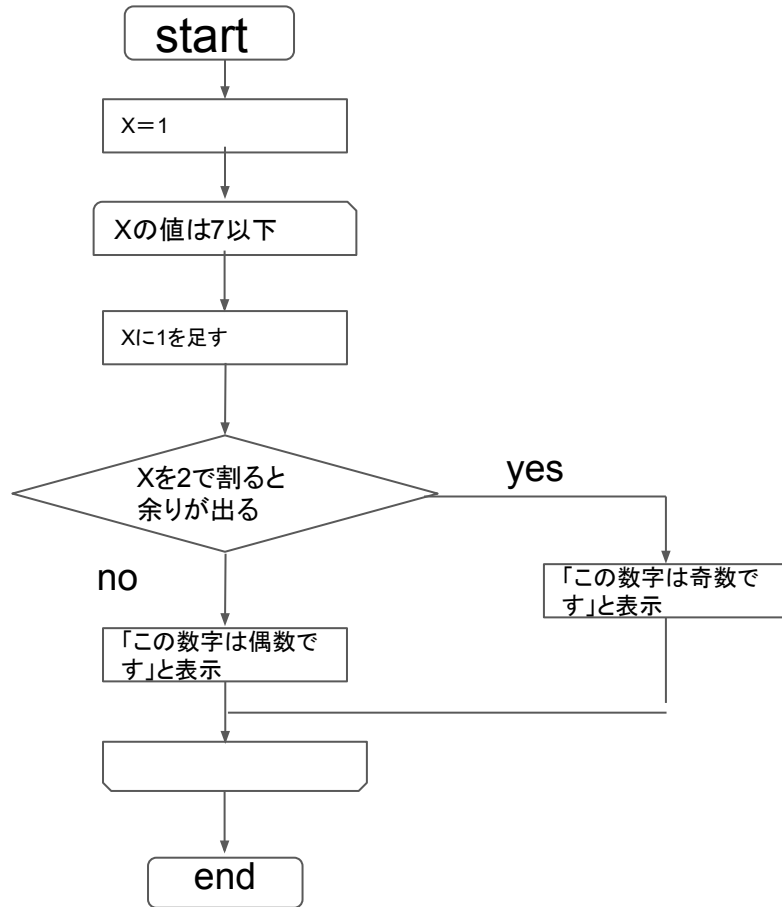 start
X＝1
Xの値は7以下
Xに1を足す
Xを2で割ると
余りが出る
yes
no
「この数字は奇数で
す」と表示
「この数字は偶数で
す」と表示
end